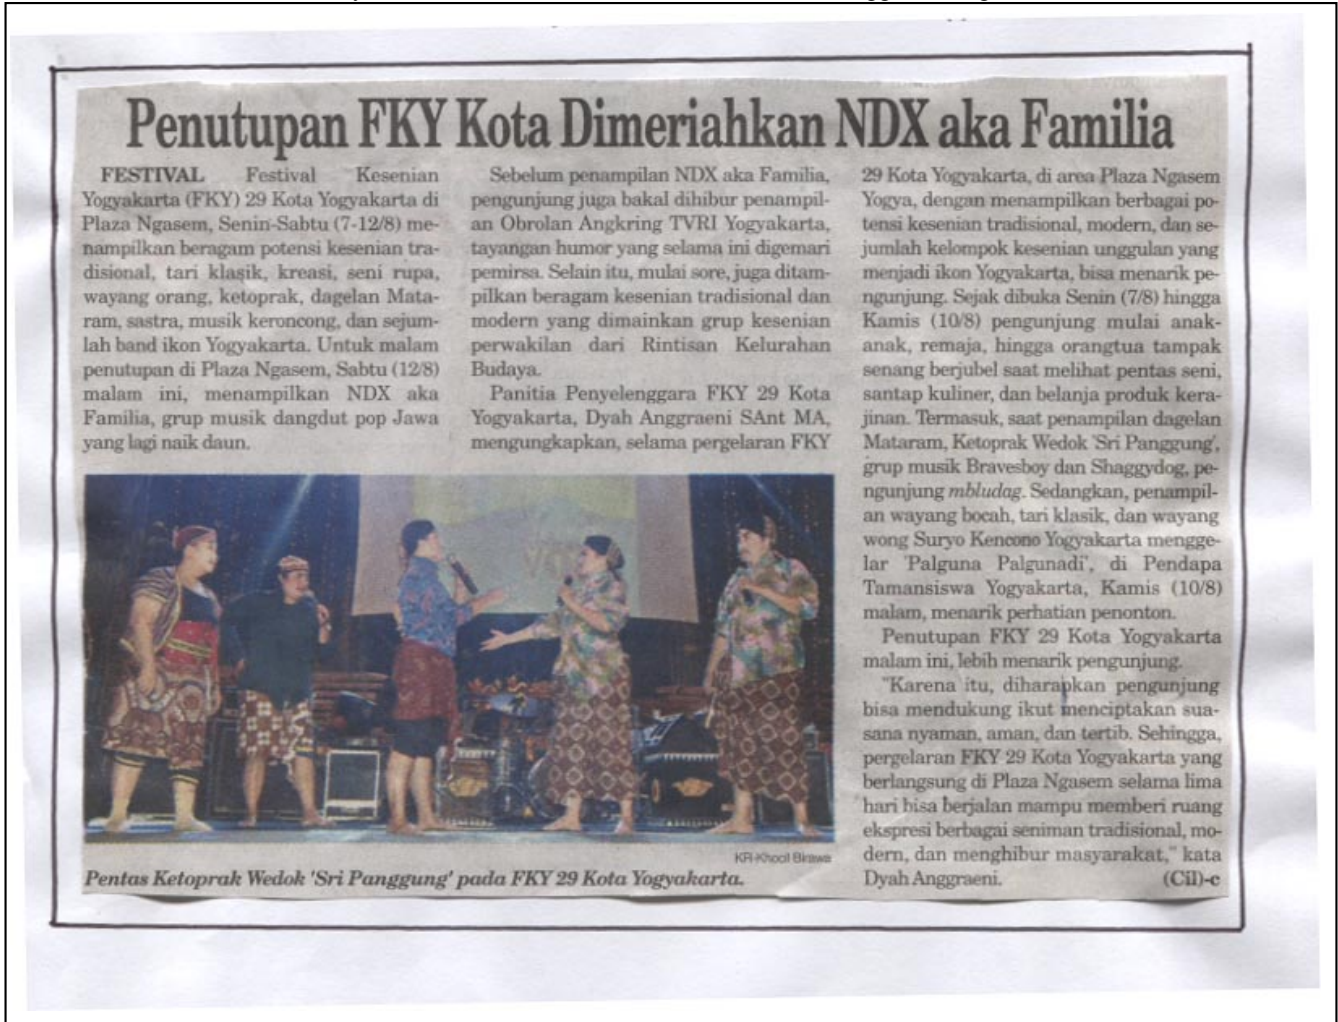 Penutupan FKY Kota Dimeriahkan NDX aka Familia
FESTIVAL Festival Kesenian
Yogyakarta (FKY) 29 Kota Yogyakarta di
Plaza Ngasem, Senin-Sabtu (7-12/8) me-
nampilkan beragam potensi kesenian tra-
disional, tari klasik, kreasi, seni rupa,
wayang orang, ketoprak, dagelan Mata-
ram, sastra, musik keroncong, dan sejum-
lah band ikon Yogyakarta. Untuk malam
penutupan di Plaza Ngasem, Sabtu (12/8)
malam ini, menampilkan NDX aka
Familia, grup musik dangdut pop Jawa
yang lagi naik daun.
Sebelum penampilan NDX aka Familia,
pengunjung juga bakal dihibur penampil-
an Obrolan Angkring TVRI Yogyakarta,
tayangan humor yang selama ini digemari
pemirsa. Selain itu, mulai sore, juga ditam-
pilkan beragam kesenian tradisional dan
modern yang dimainkan grup kesenian
perwakilan dari Rintisan Kelurahan
Budaya.
Panitia Penyelenggara FKY 29 Kota
Yogyakarta, Dyah Anggraeni SAnt MA,
mengungkapkan, selama pergelaran FKY
29 Kota Yogyakarta, di area Plaza Ngasem
Yogya, dengan menampilkan berbagai po-
tensi kesenian tradisional, modern, dan se-
jumlah kelompok kesenian unggulan yang
menjadi ikon Yogyakarta, bisa menarik pe-
ngunjung. Sejak dibuka Senin (7/8) hingga
Kamis (10/8) pengunjung mulai anak-
anak, remaja, hingga orangtua tampak
senang berjubel saat melihat pentas seni,
santap kuliner, dan belanja produk kera-
jinan. Termasuk, saat penampilan dagelan
Mataram, Ketoprak Wedok 'Sri Panggung',
grup musik Bravesboy dan Shaggydog, pe-
ngunjung mbludag. Sedangkan, penampil-
an wayang bocah, tari klasik, dan wayang
wong Suryo Kencono Yogyakarta mengge-
lar 'Palguna Palgunadi', di Pendapa
Tamansiswa Yogyakarta, Kamis (10/8)
malam, menarik perhatian penonton.
Penutupan FKY 29 Kota Yogyakarta
malam ini, lebih menarik pengunjung.
"Karena itu, diharapkan pengunjung
bisa mendukung ikut menciptakan sua-
sana nyaman, aman, dan tertib. Sehingga,
pergelaran FKY 29 Kota Yogyakarta yang
berlangsung di Plaza Ngasem selama lima
hari bisa berjalan mampu memberi ruang
ekspresi berbagai seniman tradisional, mo-
dern, dan menghibur masyarakat," kata
Dyah Anggraeni. (Cil)-c
KR-Khocil Birawa
Pentas Ketoprak Wedok 'Sri Panggung' pada FKY 29 Kota Yogyakarta.